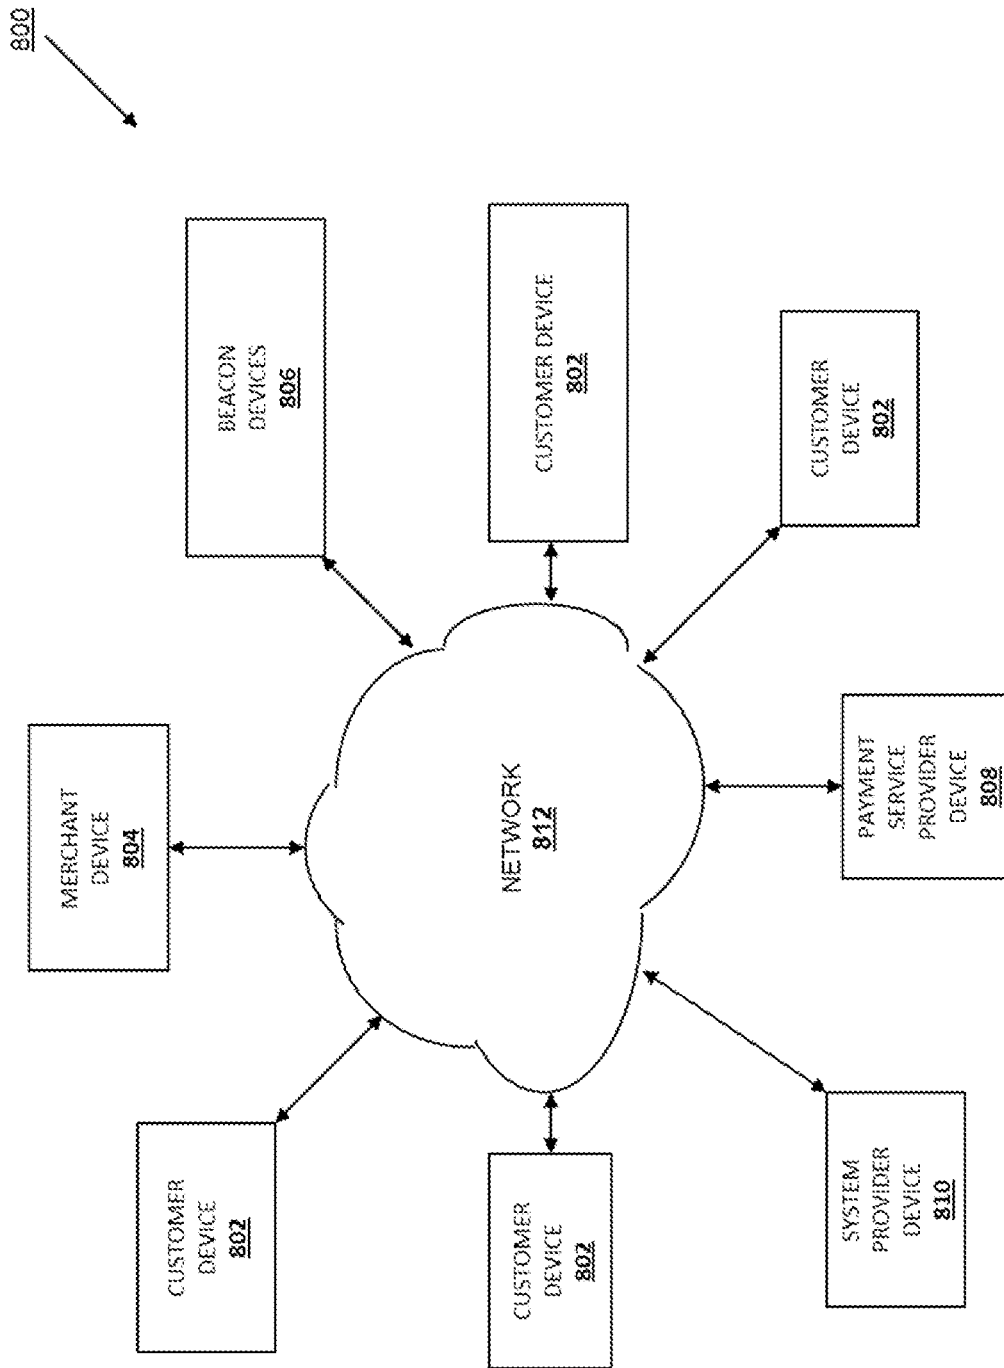 800
CUSTOMER
DEVICE
802
MERCHANT
DEVICE
804
BEACON
DEVICES
806
CUSTOMER
DEVICE
802
NETWORK
812
CUSTOMER DEVICE
802
SYSTEM
PROVIDER
DEVICE
810
PAYMENT
SERVICE
PROVIDER
DEVICE
808
CUSTOMER
DEVICE
802